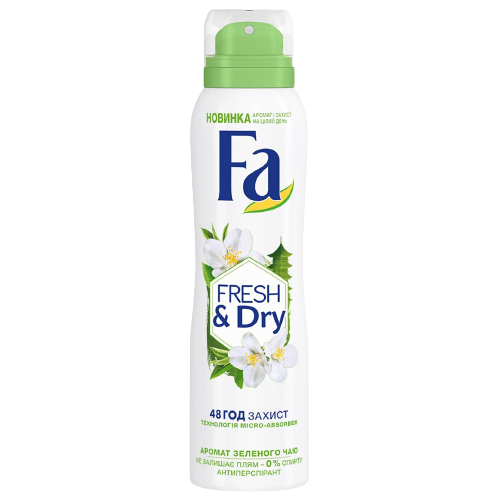 НОВИНКА
АРОМАТ І ЗАХИСТ
НА ЦІЛИЙ ДЕНЬ
Fa
FRESH
& Dry
48 ГОД ЗАХИСТ
ТЕХНОЛОГІЯ MICRO-ABSORBER
АРОМАТ ЗЕЛЕНОГО ЧАЮ
НЕ ЗАЛИШАЄ ПЛЯМ – 0% СПИРТУ
АНТИПЕРСПІРАНТ